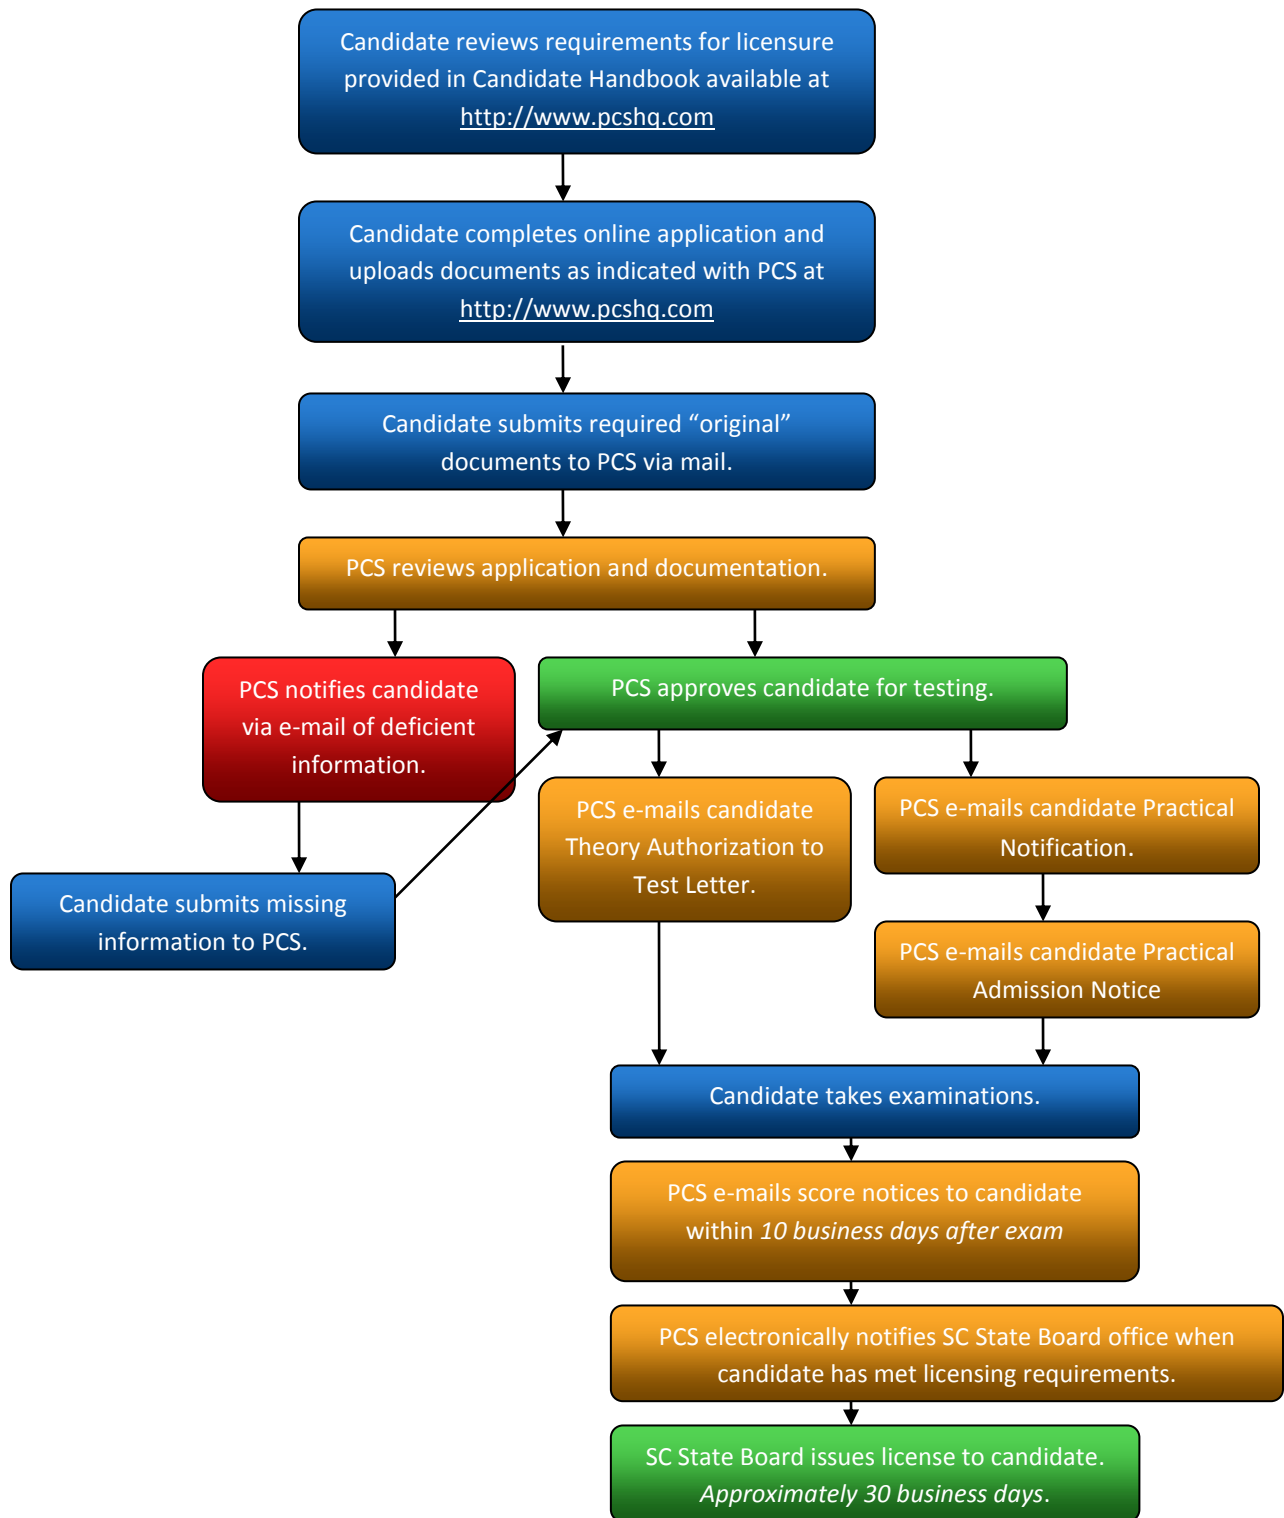 Candidate reviews requirements for licensure
provided in Candidate Handbook available at
http://www.pcshq.com
Candidate completes online application and
uploads documents as indicated with PCS at
http://www.pcshq.com
Candidate submits required “original”
documents to PCS via mail.
PCS reviews application and documentation.
PCS notifies candidate
via e-mail of deficient
information.
PCS approves candidate for testing.
Candidate submits missing
information to PCS.
PCS e-mails candidate
Theory Authorization to
Test Letter.
PCS e-mails candidate Practical
Notification.
PCS e-mails candidate Practical
Admission Notice
Candidate takes examinations.
PCS e-mails score notices to candidate
within 10 business days after exam
PCS electronically notifies SC State Board office when
candidate has met licensing requirements.
SC State Board issues license to candidate.
Approximately 30 business days.